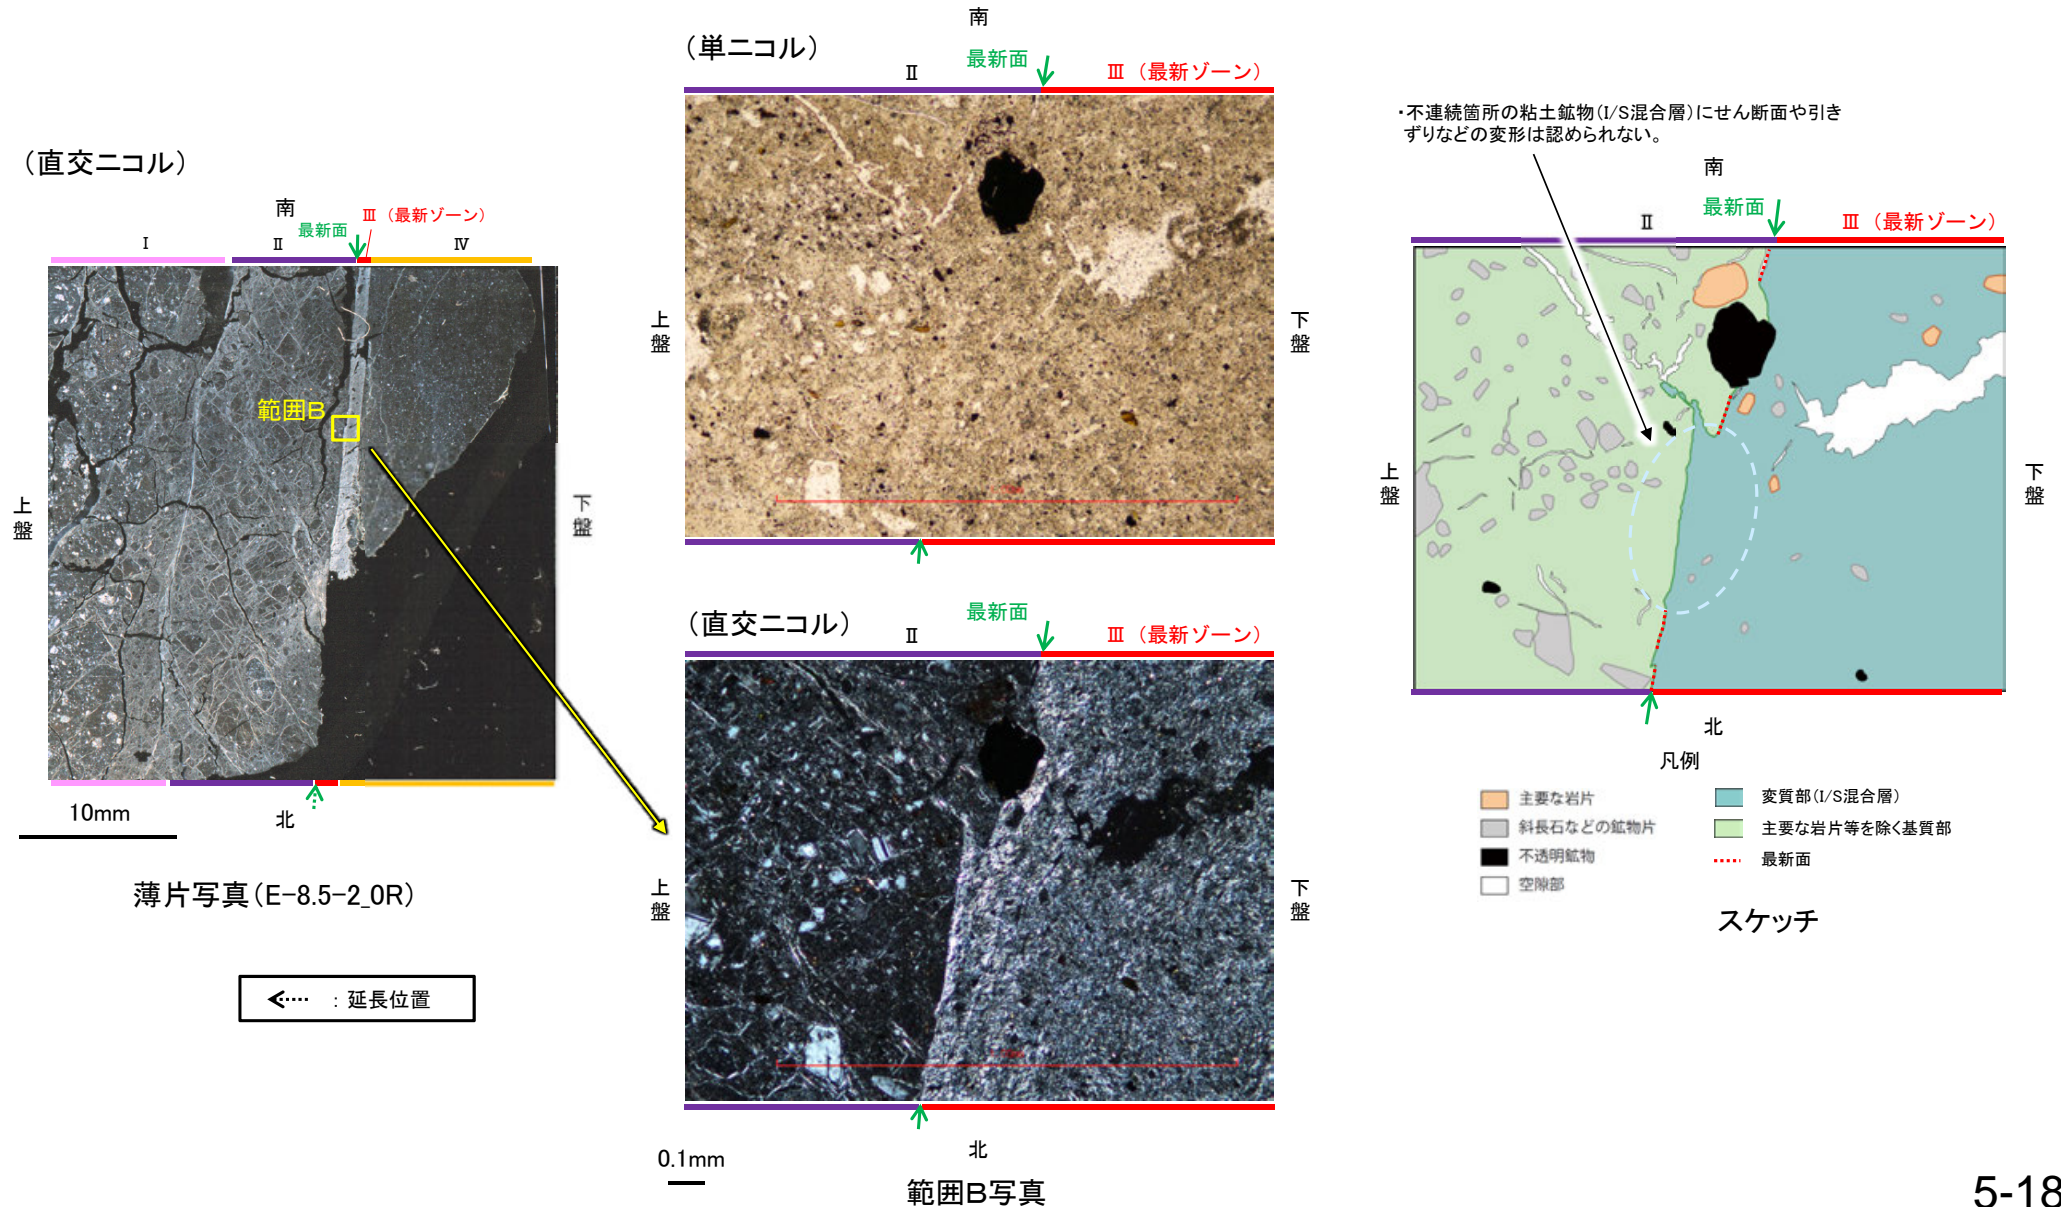 (直交ニコル)
南
最新面
Ⅲ (最新ゾーン)
Ⅰ
Ⅱ
Ⅳ
範囲B
上盤
下盤
10mm
北
薄片写真(E-8.5-2_0R)
: 延長位置
南
(単ニコル)
最新面
Ⅱ
Ⅲ (最新ゾーン)
上盤
下盤
(直交ニコル)
最新面
Ⅱ
Ⅲ (最新ゾーン)
上盤
下盤
北
0.1mm
範囲B写真
・不連続箇所の粘土鉱物(I/S混合層)にせん断面や引き
ずりなどの変形は認められない。
南
最新面
Ⅱ
Ⅲ (最新ゾーン)
上盤
下盤
北
凡例
主要な岩片
斜長石などの鉱物片
不透明鉱物
空隙部
変質部(I/S混合層)
主要な岩片等を除く基質部
最新面
スケッチ
5-18